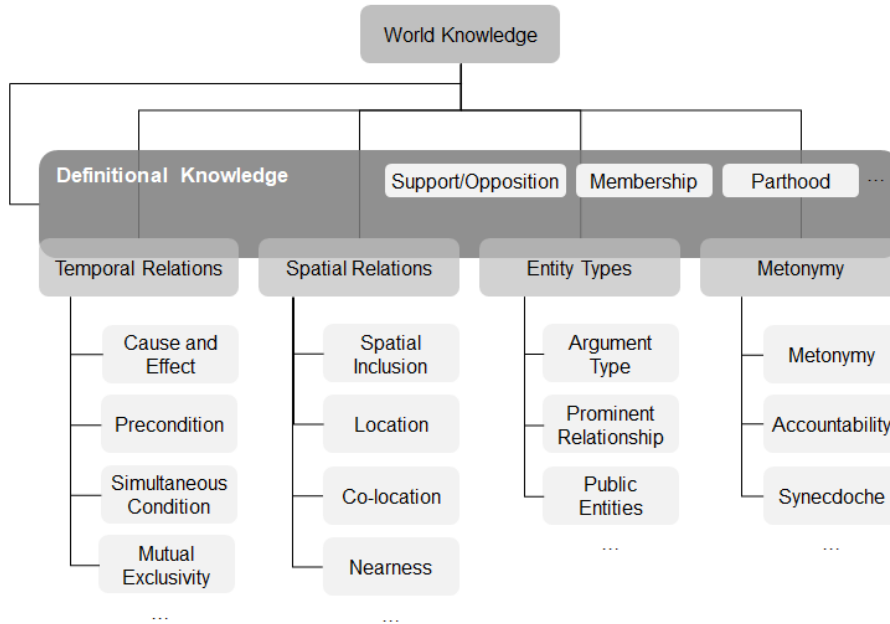 World Knowledge
Definitional Knowledge
Support/Opposition
Membership
Parthood
...
Temporal Relations
Spatial Relations
Entity Types
Metonymy
Cause and
Effect
Precondition
Simultaneous
Condition
Mutual
Exclusivity
...
Spatial
Inclusion
Location
Co-location
Nearness
...
Argument
Type
Prominent
Relationship
Public
Entities
...
Metonymy
Accountability
Synecdoche
...